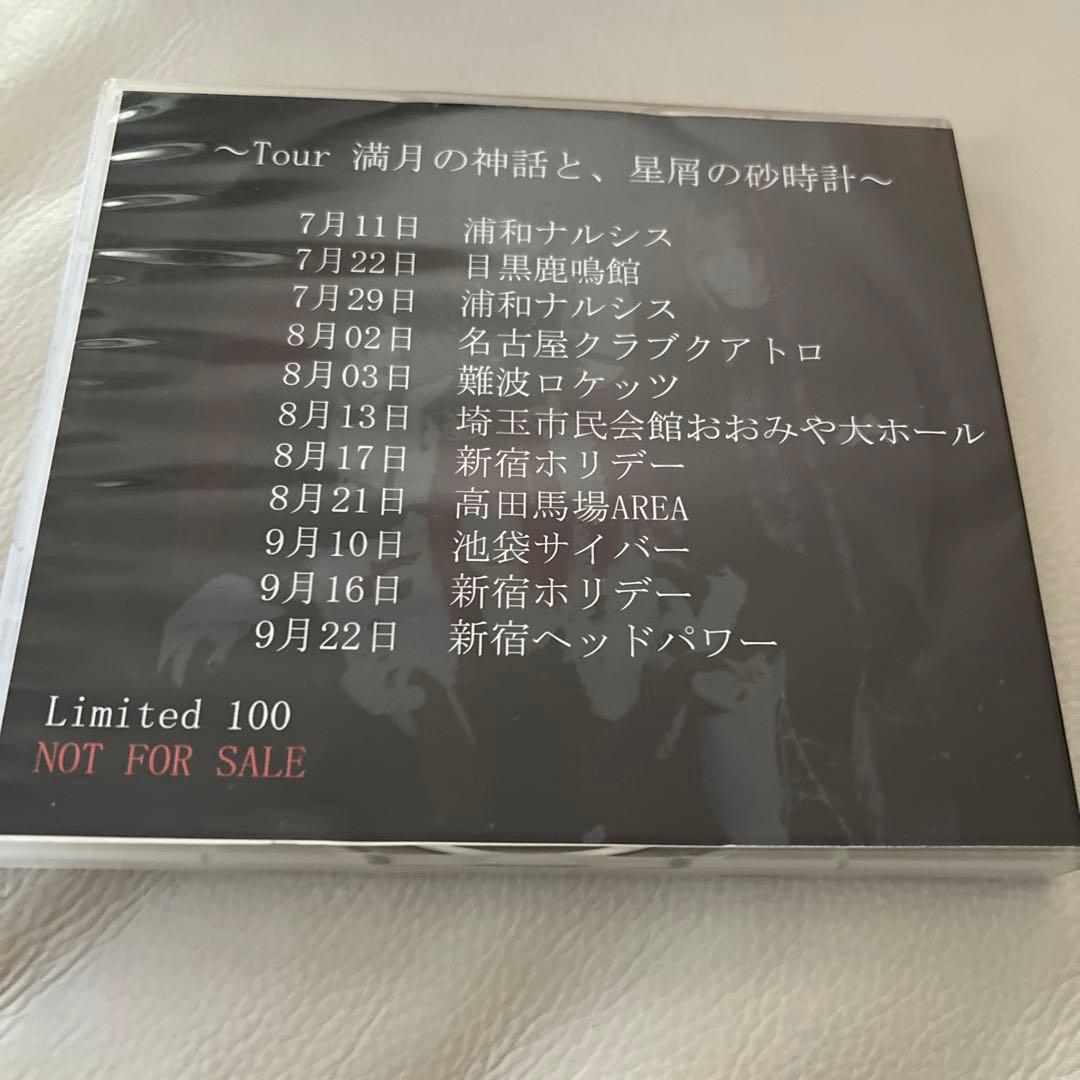 ～Tour 満月の神話と、星屑の砂時計～
7月11日 浦和ナルシス
7月22日 目黒鹿鳴館
7月29日 浦和ナルシス
8月02日 名古屋クラブクアトロ
8月03日 難波ロケッツ
8月13日 埼玉市民会館おおみや大ホール
8月17日 新宿ホリデー
8月21日 高田馬場AREA
9月10日 池袋サイバー
9月16日 新宿ホリデー
9月22日 新宿ヘッドパワー
Limited 100
NOT FOR SALE